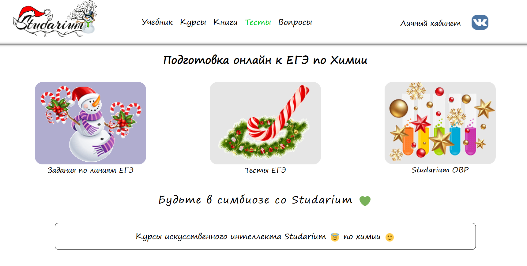 Studarium
Учебник Курсы Книги Тесты Вопросы
Личный кабинет
Подготовка онлайн к ЕГЭ по Химии
Задания по линиям ЕГЭ
Тесты ЕГЭ
Studarium ОВР
Будьте в симбиозе со Studarium 💚
Курсы искусственного интеллекта Studarium по химии